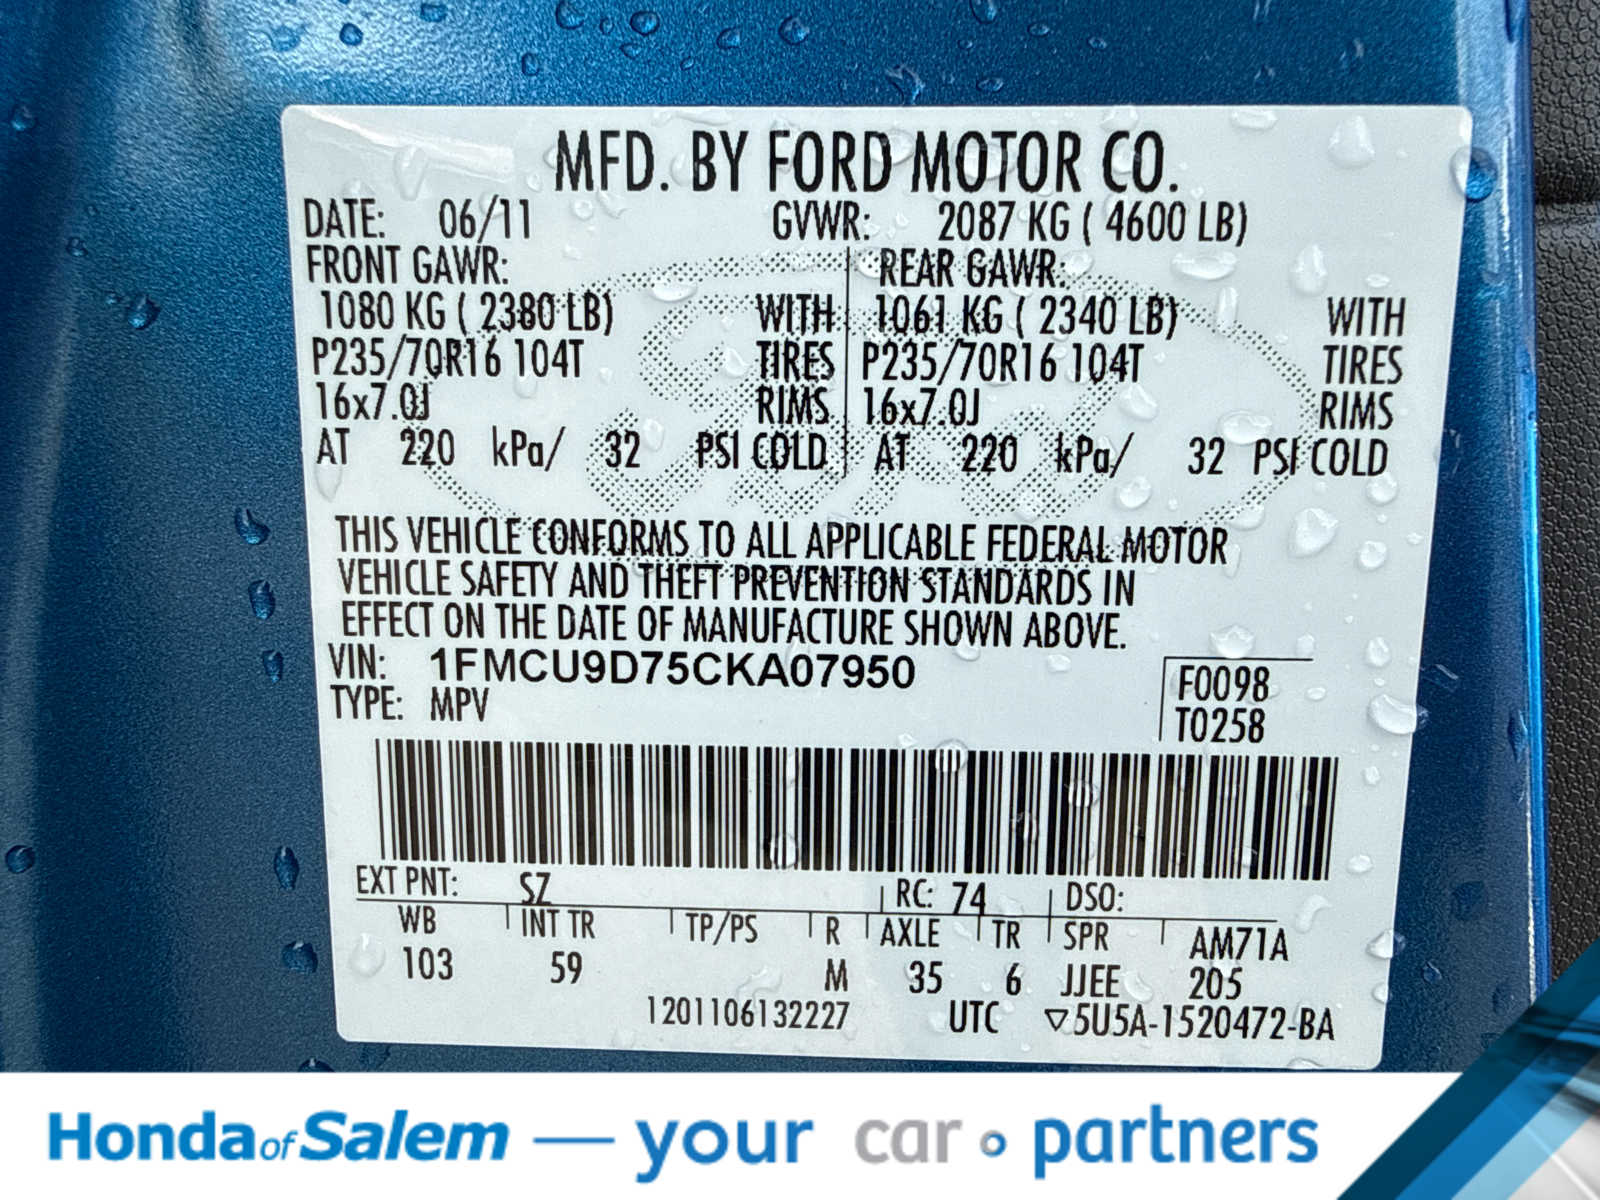 MFD. BY FORD MOTOR CO.
DATE: 06/11 GVWR: 2087 KG ( 4600 LB)
FRONT GAWR: REAR GAWR:
1080 KG ( 2380 LB) WITH 1061 KG ( 2340 LB) WITH
P235/70R16 104T TIRES P235/70R16 104T TIRES
16x7.0J RIMS 16x7.0J RIMS
AT 220 kPa/ 32 PSI COLD AT 220 kPa/ 32 PSI COLD
THIS VEHICLE CONFORMS TO ALL APPLICABLE FEDERAL MOTOR
VEHICLE SAFETY AND THEFT PREVENTION STANDARDS IN
EFFECT ON THE DATE OF MANUFACTURE SHOWN ABOVE.
VIN: 1FMCU9D75CKA07950 F0098
TYPE: MPV T0258
EXT PNT: SZ RC: 74 DSO:
WB INT TR TP/PS R AXLE TR SPR AM71A
103 59 M 35 6 JJEE 205
1201106132227 UTC ▽5U5A-1520472-BA
Honda of Salem — your car partners